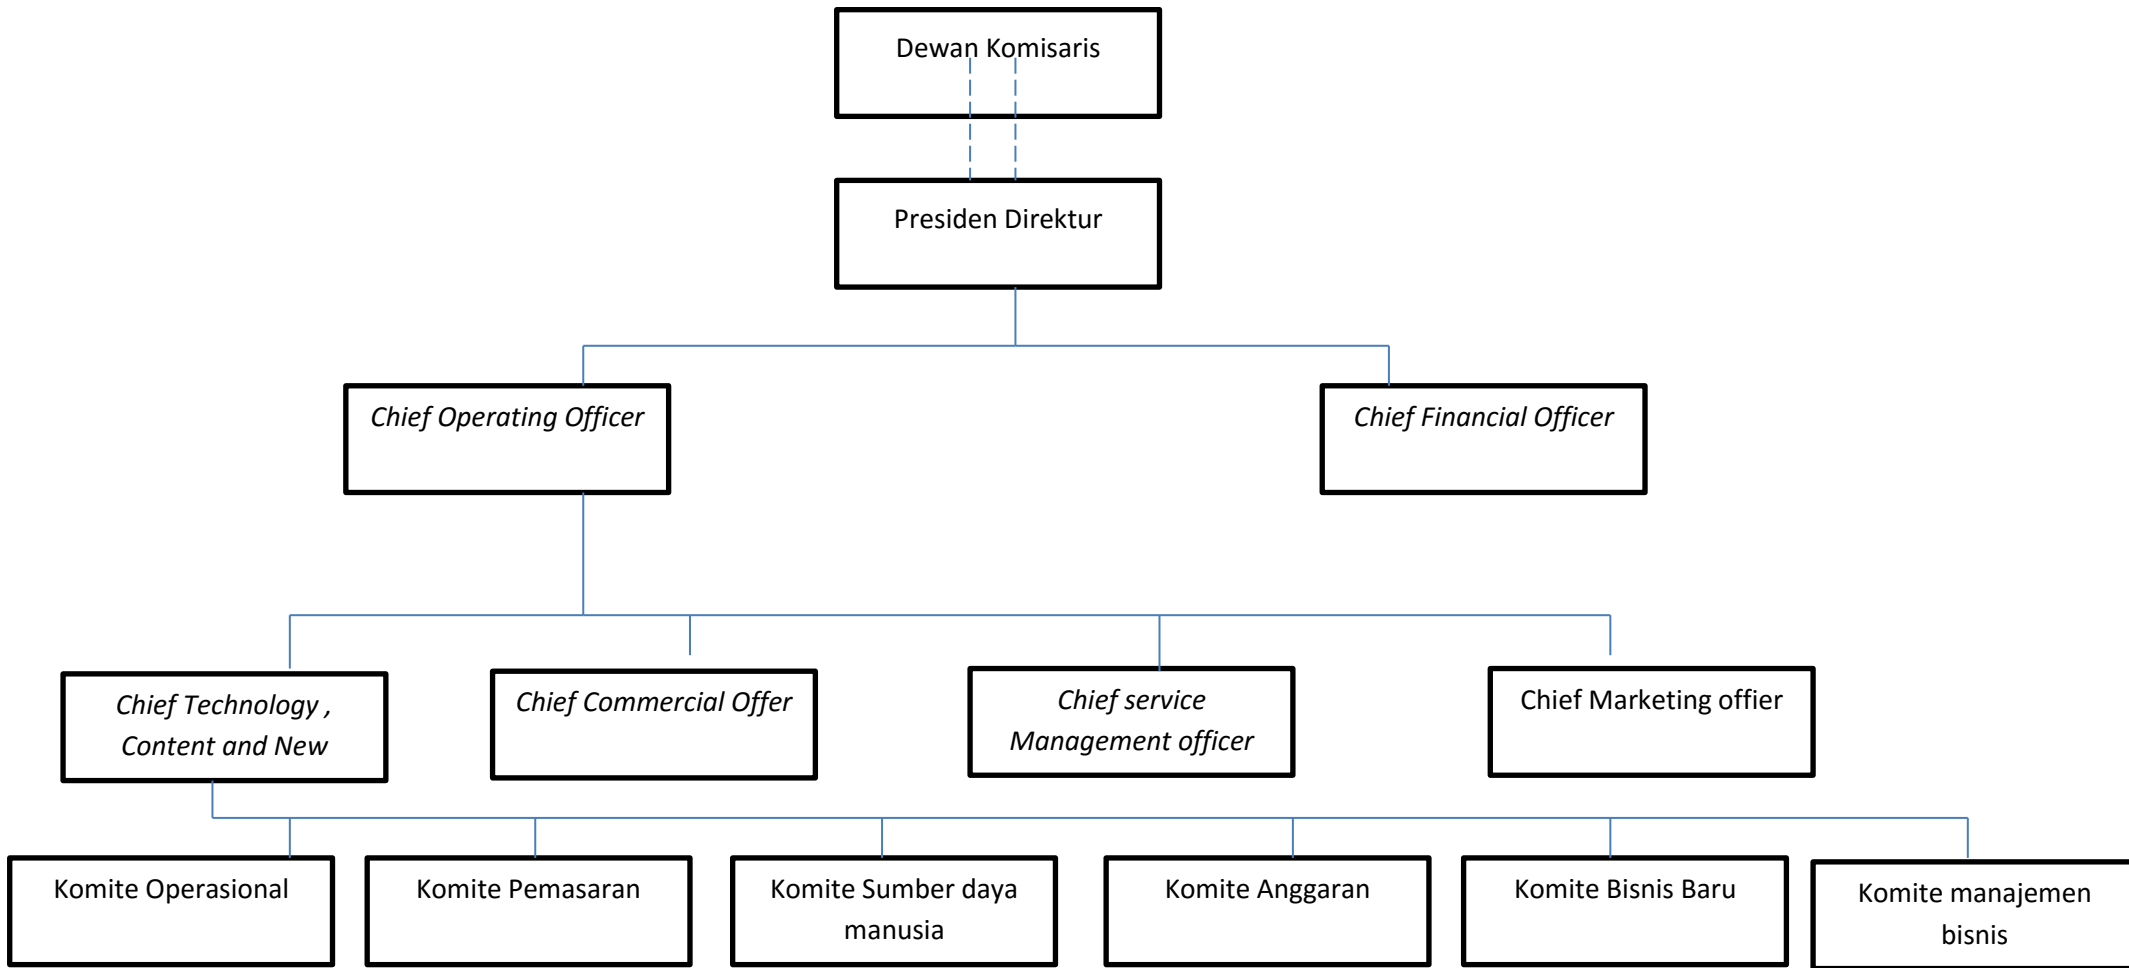 Dewan Komisaris
Presiden Direktur
Chief Operating Officer
Chief Financial Officer
Chief Technology ,
Content and New
Chief Commercial Offer
Chief service
Management officer
Chief Marketing offier
Komite Operasional
Komite Pemasaran
Komite Sumber daya
manusia
Komite Anggaran
Komite Bisnis Baru
Komite manajemen
bisnis